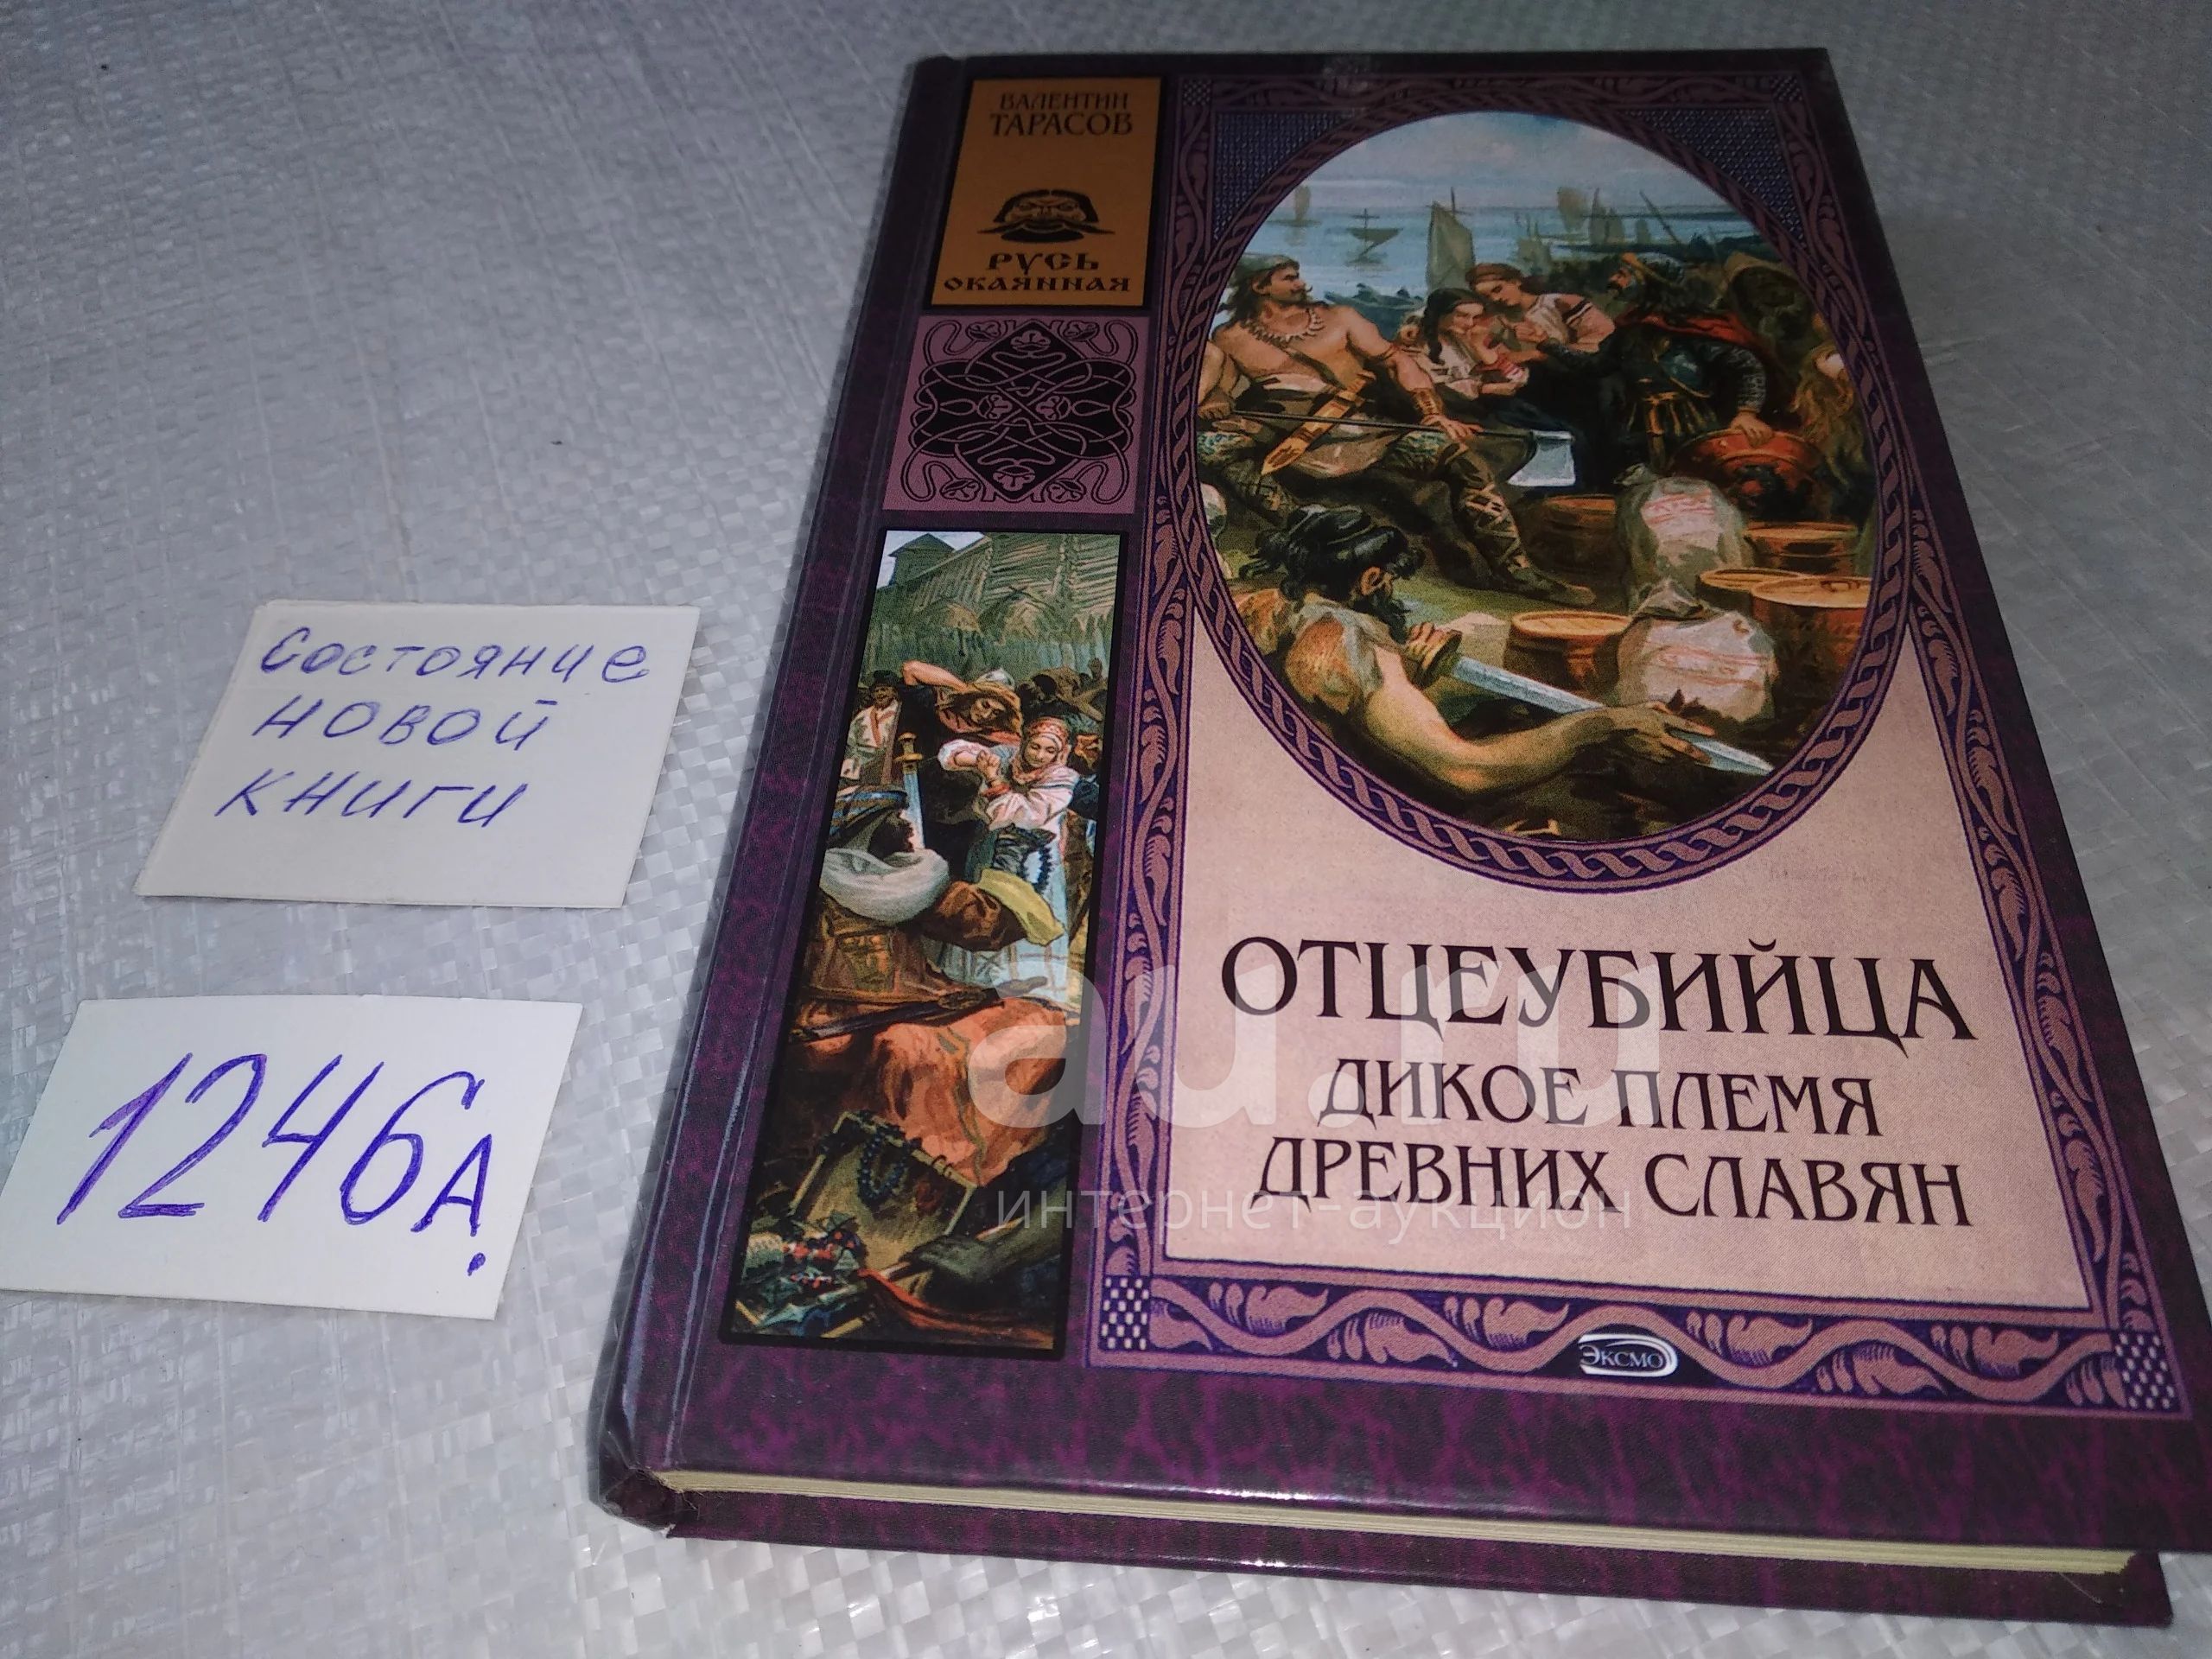 ВАЛЕНТИН
ТАРАСОВ
РУСЬ
ОКАЯННАЯ
ОТЦЕУБИЙЦА
ДИКОЕ ПЛЕМЯ
ДРЕВНИХ СЛАВЯН
ЭКСМО
Состояние
новой
книги
1246А.
au.ru
интернет-аукцион